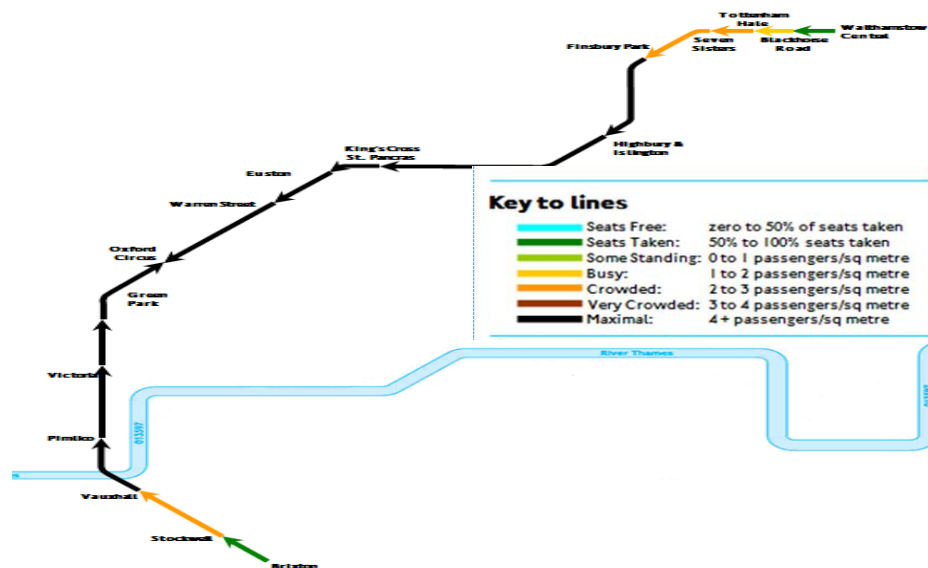 Tottenham
Hale
Walthamstow
Central
Seven
Sisters
Blackhorse
Road
Finsbury Park
Highbury &
Islington
King's Cross
St. Pancras
Euston
Warren Street
Oxford
Circus
Green
Park
Key to lines
Seats Free: zero to 50% of seats taken
Seats Taken: 50% to 100% seats taken
Some Standing: 0 to 1 passengers/sq metre
Busy: 1 to 2 passengers/sq metre
Crowded: 2 to 3 passengers/sq metre
Very Crowded: 3 to 4 passengers/sq metre
Maximal: 4+ passengers/sq metre
River Thames
Victoria
Pimlico
Vauxhall
Stockwell
Brixton